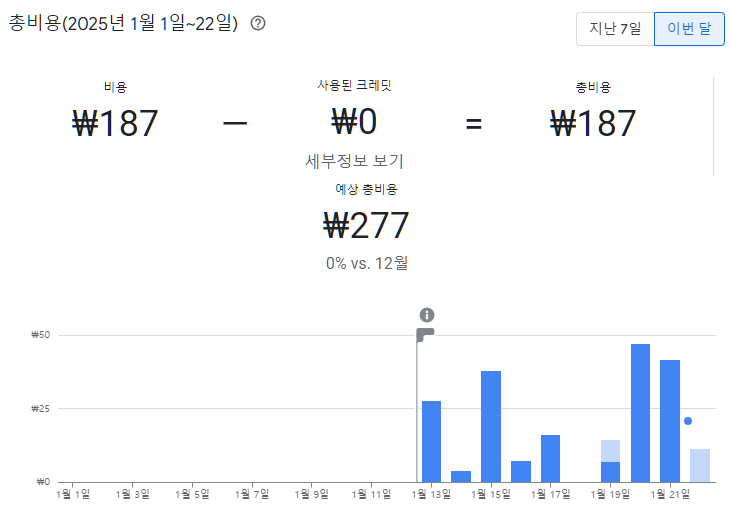 총비용(2025년 1월 1일~22일)
지난 7일 이번 달
비용 사용된 크레딧 총비용
₩187 — ₩0 = ₩187
세부정보 보기
예상 총비용
₩277
0% vs. 12월
₩50
₩25
₩0
1월 1일 1월 3일 1월 5일 1월 7일 1월 9일 1월 11일 1월 13일 1월 15일 1월 17일 1월 19일 1월 21일